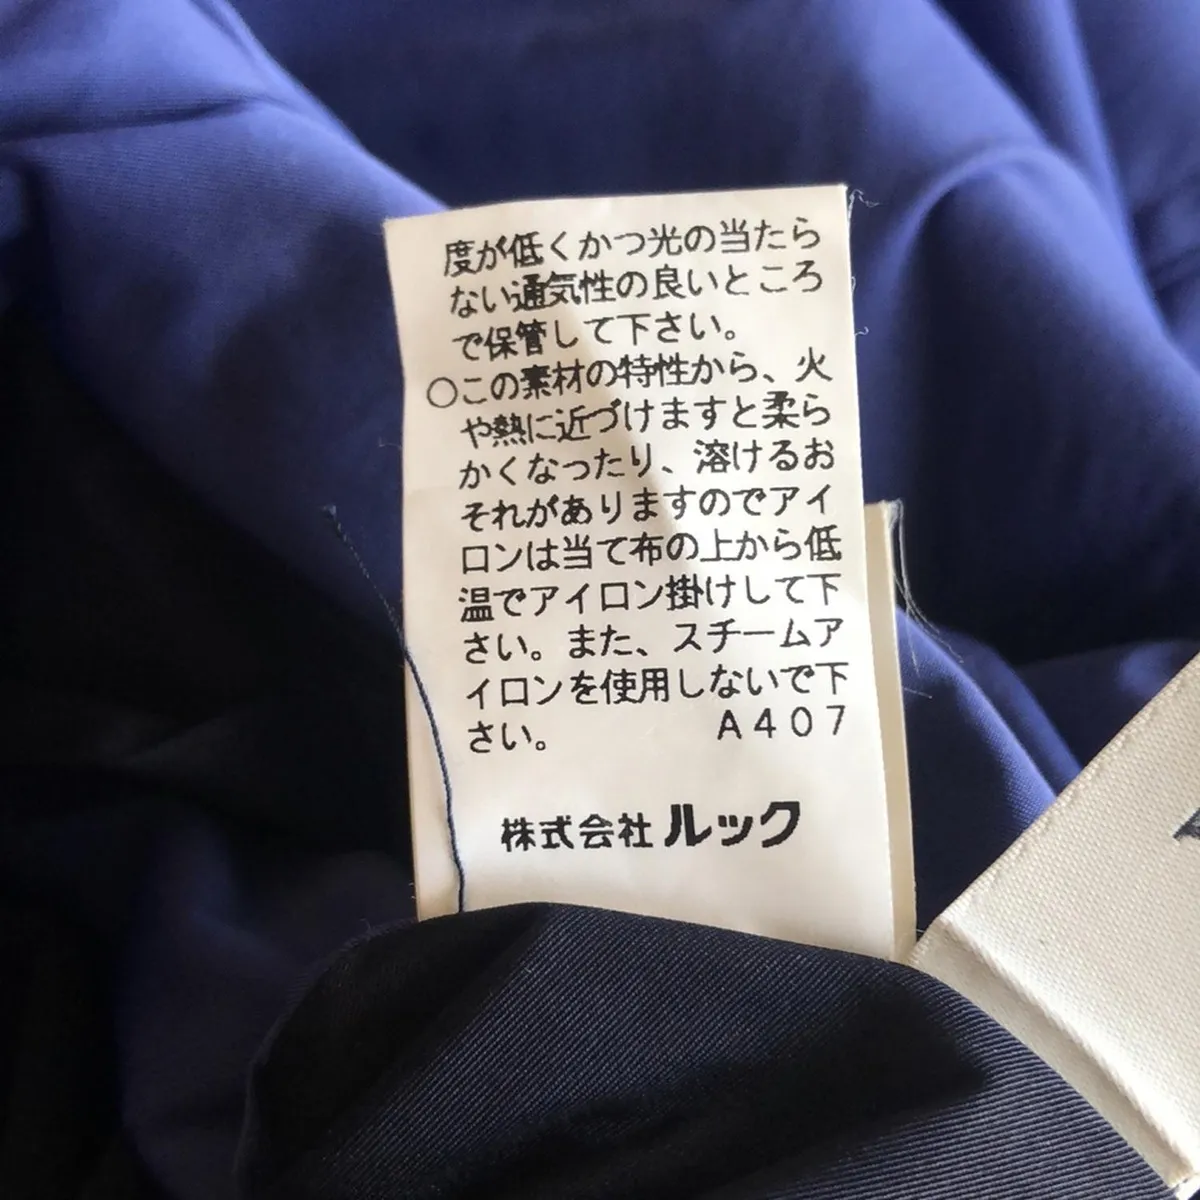 度が低くかつ光の当たら
ない通気性の良いところ
で保管して下さい。
○この素材の特性から、火
や熱に近づけますと柔ら
かくなったり、溶けるお
それがありますのでアイ
ロンは当て布の上から低
温でアイロン掛けして下
さい。また、スチームア
イロンを使用しないで下
さい。 A407
株式会社ルック